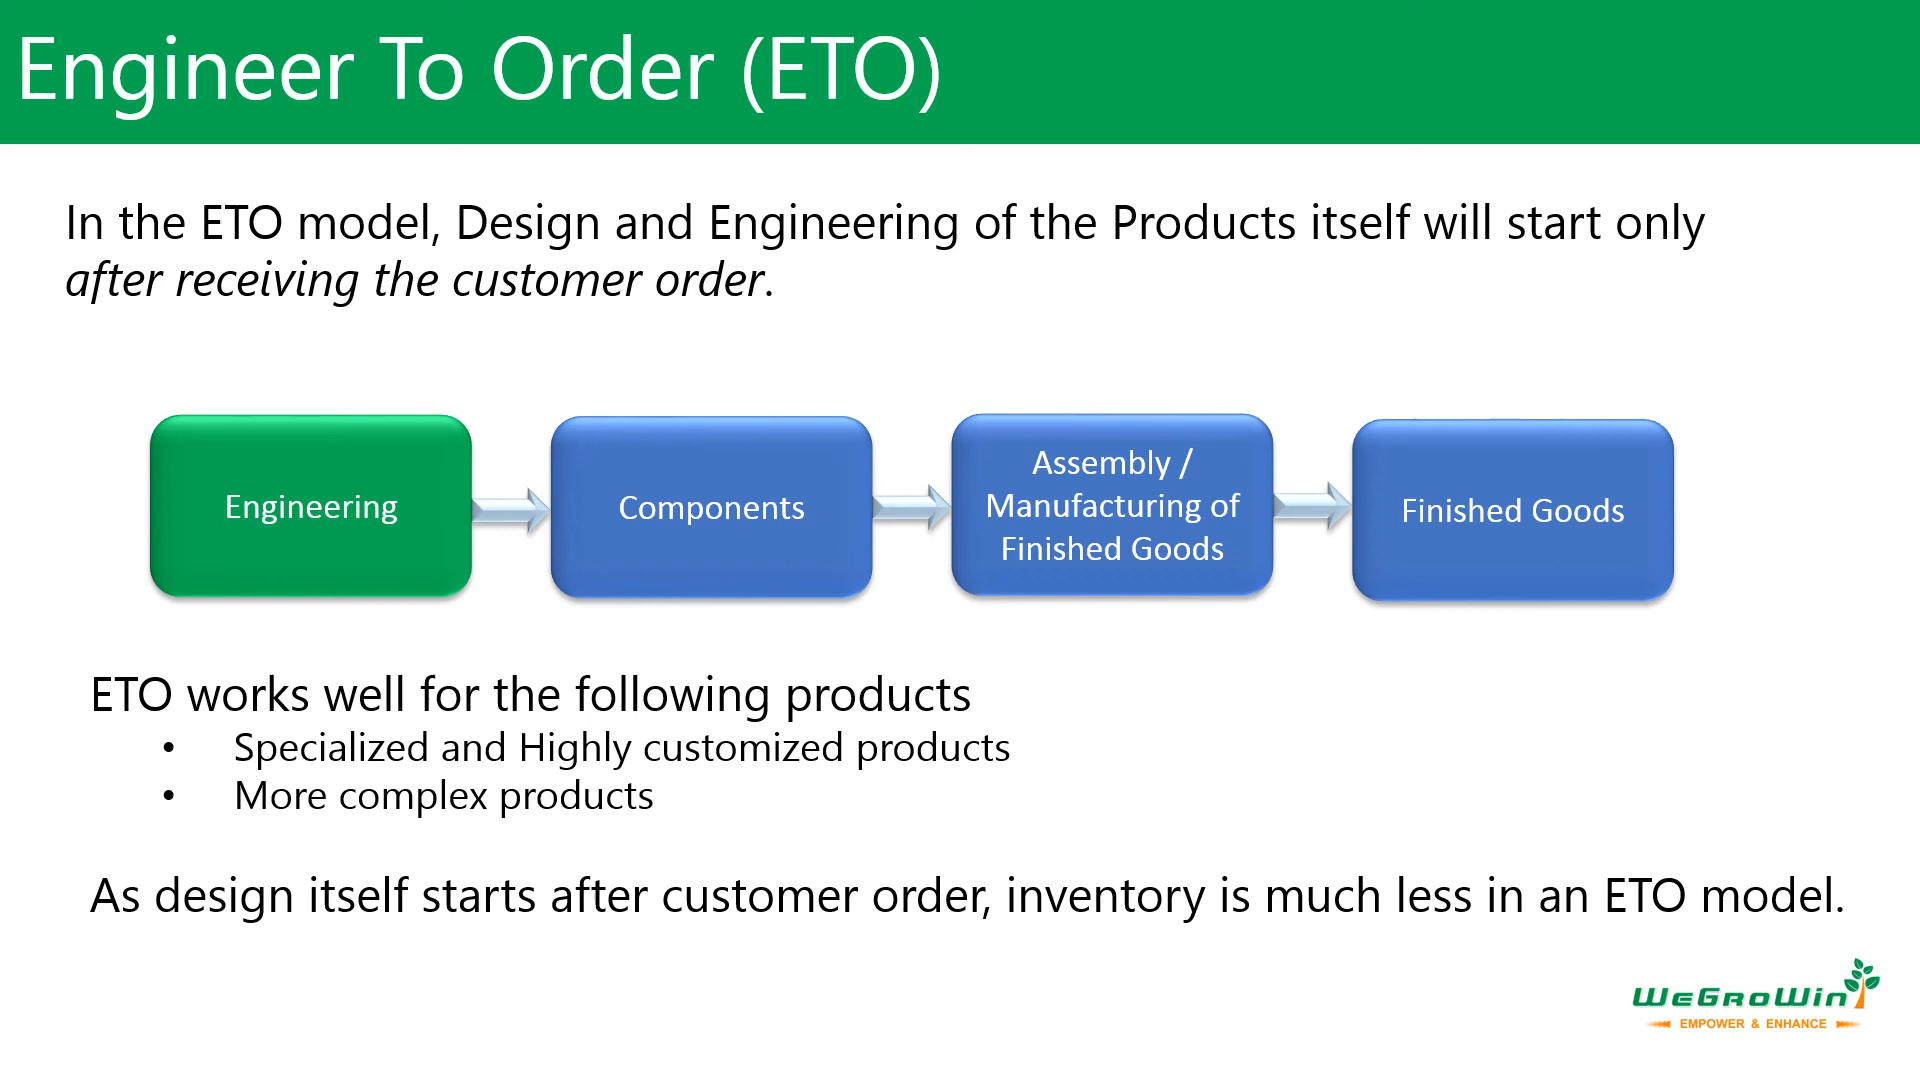 Engineer To Order (ETO)
In the ETO model, Design and Engineering of the Products itself will start only
after receiving the customer order.
Engineering
Components
Assembly /
Manufacturing of
Finished Goods
Finished Goods
ETO works well for the following products
• Specialized and Highly customized products
• More complex products
As design itself starts after customer order, inventory is much less in an ETO model.
WeGroWin
EMPOWER & ENHANCE